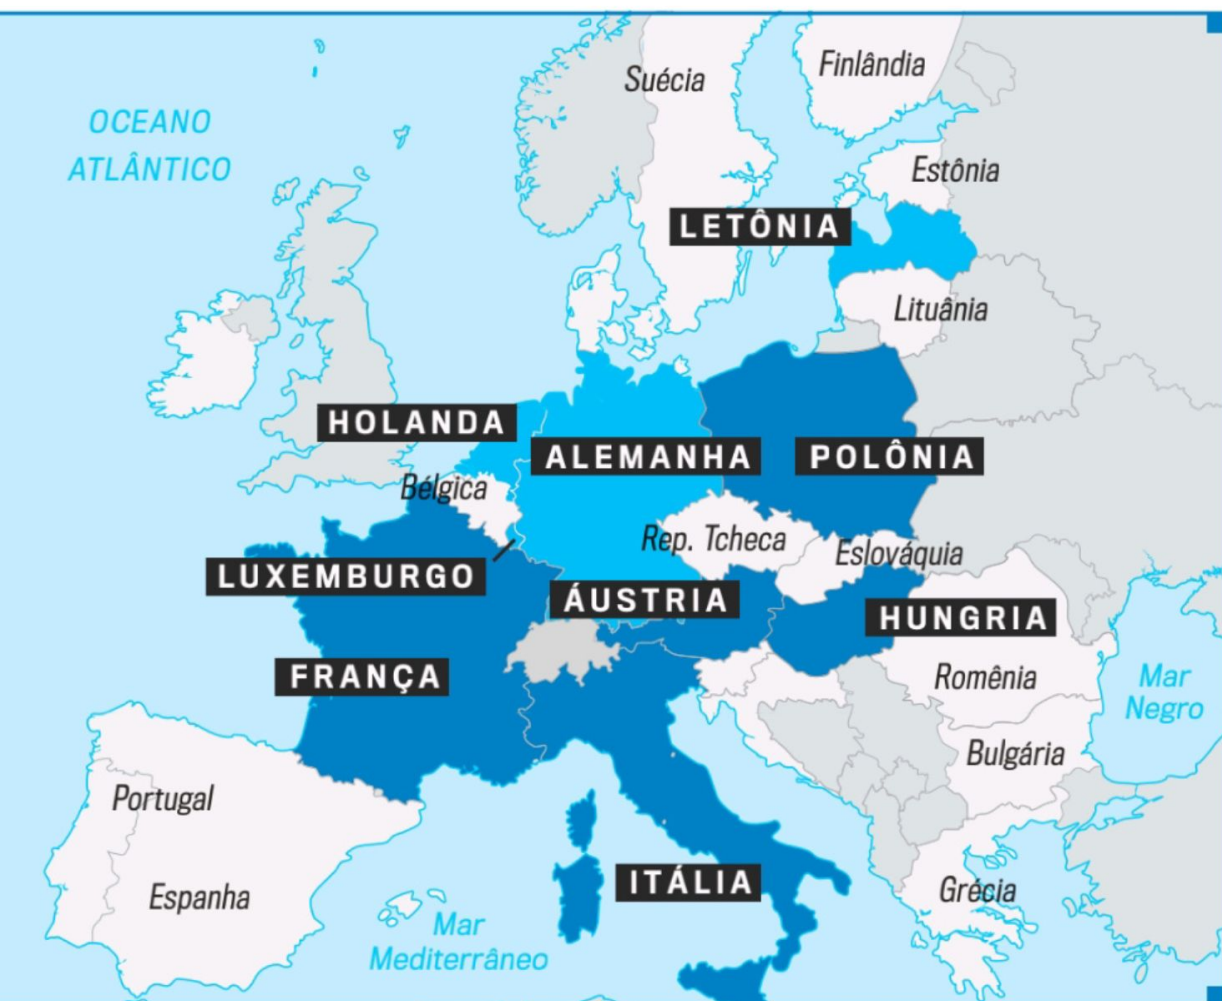 Suécia
Finlândia
OCEANO
ATLÂNTICO
Estônia
LETÔNIA
Lituânia
HOLANDA
ALEMANHA
POLÔNIA
Bélgica
Rep. Tcheca
Eslováquia
LUXEMBURGO
ÁUSTRIA
HUNGRIA
FRANÇA
Romênia
Mar
Negro
Bulgária
Portugal
ITÁLIA
Grécia
Espanha
Mar
Mediterrâneo